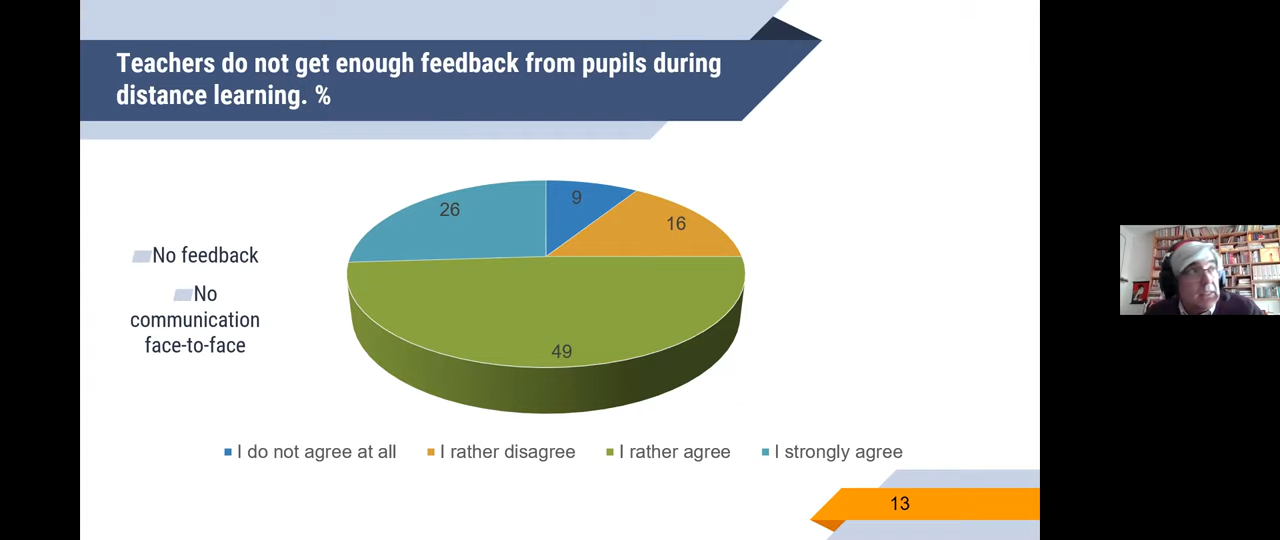 Teachers do not get enough feedback from pupils during
distance learning. %
No feedback
No
communication
face-to-face
9
26
16
49
I do not agree at all
I rather disagree
I rather agree
I strongly agree
13